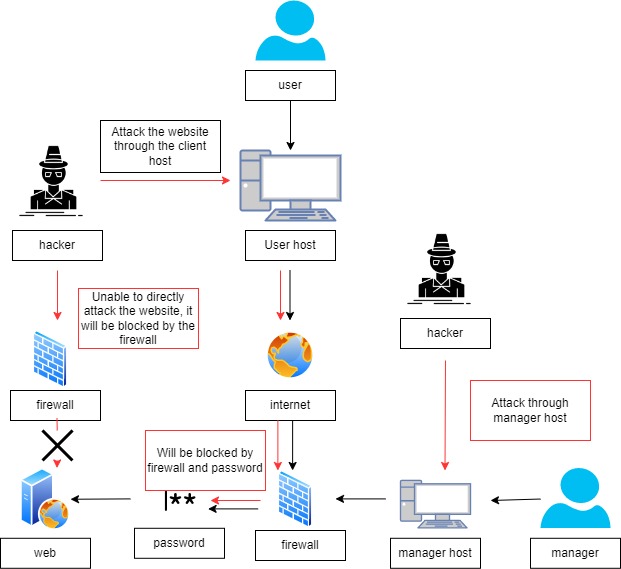 user
Attack the website
through the client
host
hacker
User host
Unable to directly
attack the website, it
will be blocked by the
firewall
hacker
firewall
internet
Attack through
manager host
Will be blocked by
firewall and password
|**
web
password
firewall
manager host
manager